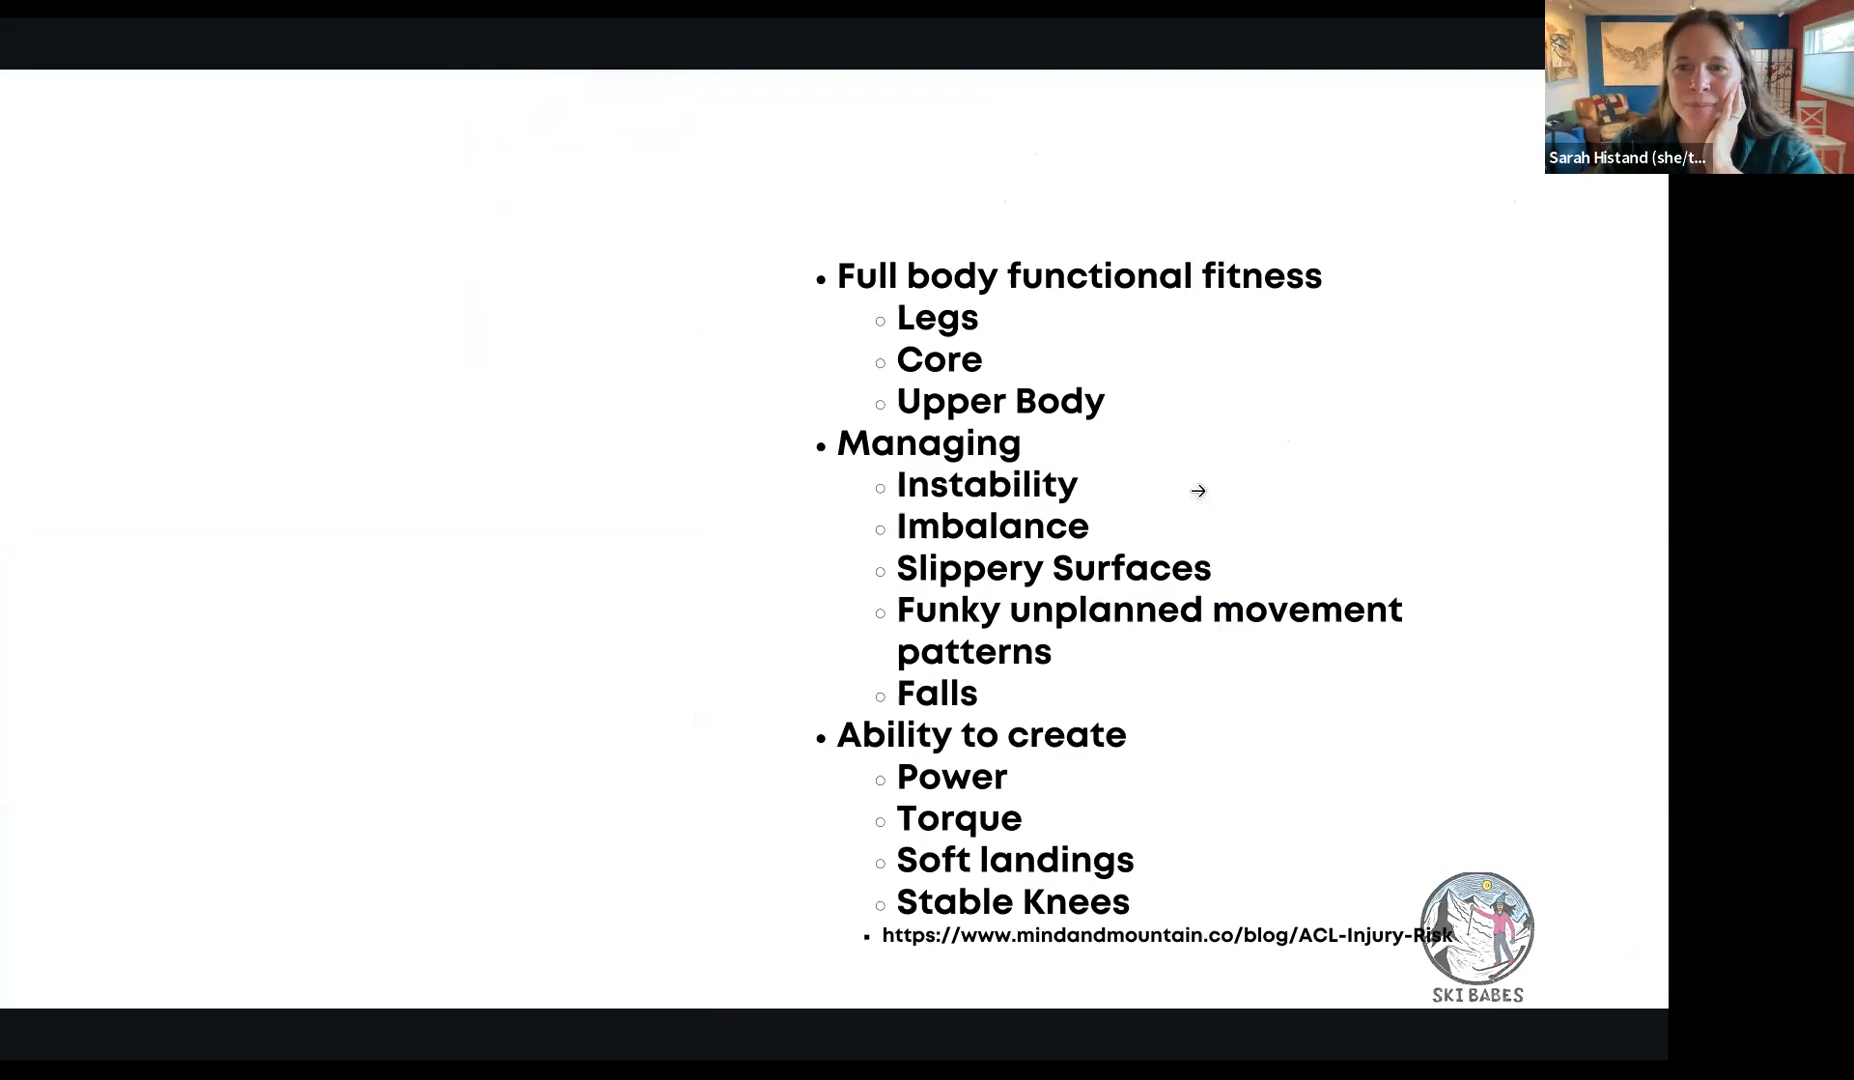 Sarah Histand (she/t...
• Full body functional fitness
○ Legs
○ Core
○ Upper Body
• Managing
○ Instability
○ Imbalance
○ Slippery Surfaces
○ Funky unplanned movement
patterns
○ Falls
• Ability to create
○ Power
○ Torque
○ Soft landings
○ Stable Knees
▪ https://www.mindandmountain.co/blog/ACL-Injury-Risk
SKI BABES